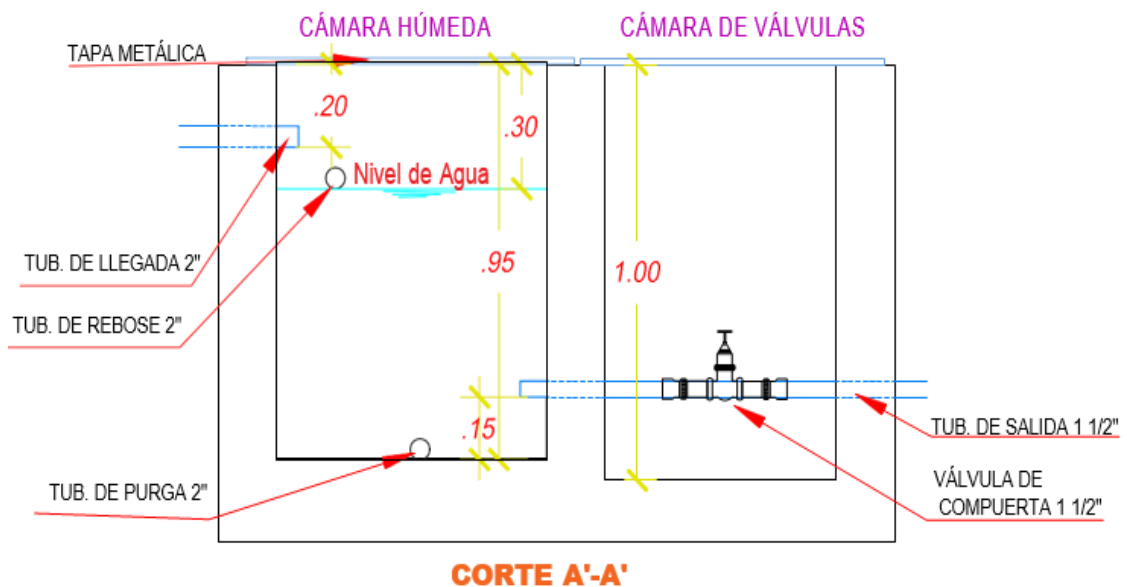 CÁMARA HÚMEDA
CÁMARA DE VÁLVULAS
TAPA METÁLICA
.20
.30
Nivel de Agua
TUB. DE LLEGADA 2"
.95
1.00
TUB. DE REBOSE 2"
.15
TUB. DE SALIDA 1 1/2"
TUB. DE PURGA 2"
VÁLVULA DE
COMPUERTA 1 1/2"
CORTE A'-A'